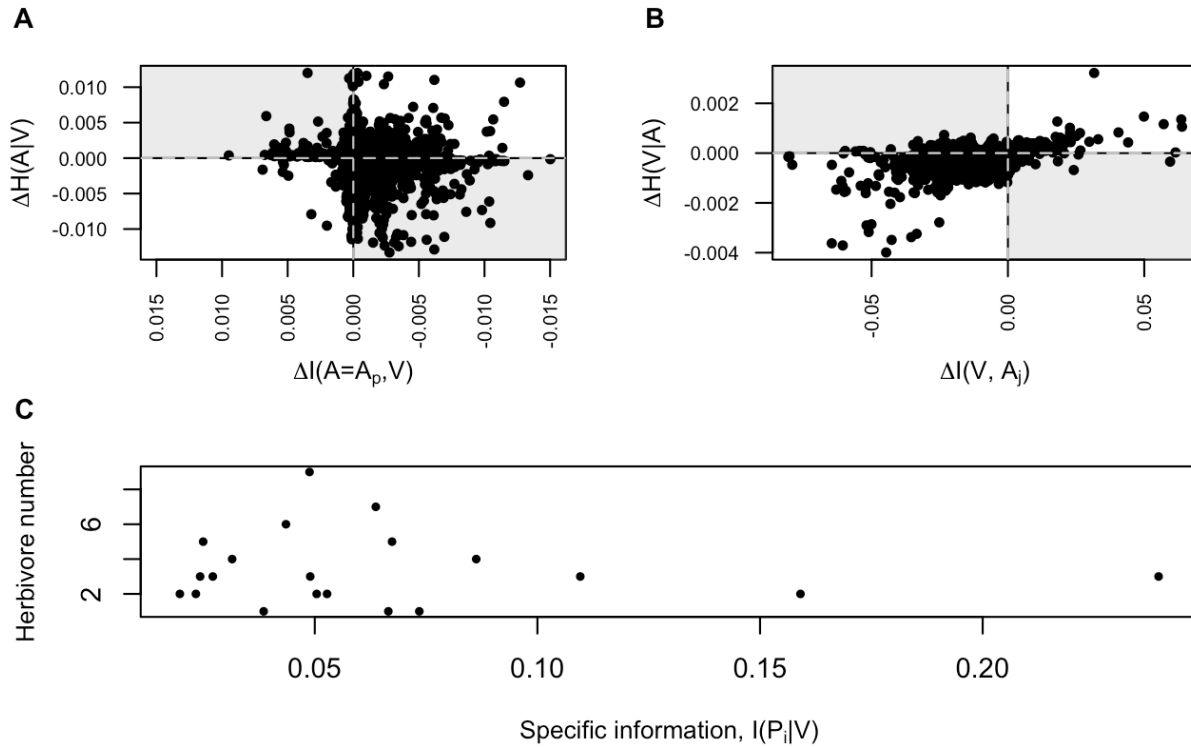 A
B
ΔH(A|V)
0.010
0.005
0.000
-0.005
-0.010
0.015
0.010
0.005
0.000
-0.005
-0.010
-0.015
ΔI(A=Aₚ,V)
ΔH(V|A)
0.002
0.000
-0.002
-0.004
-0.05
0.00
0.05
ΔI(V, Aⱼ)
C
Herbivore number
6
2
0.05
0.10
0.15
0.20
Specific information, I(Pᵢ|V)